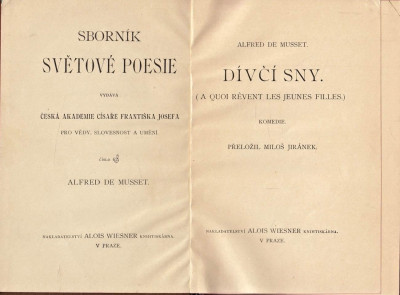 SBORNÍK
SVĚTOVÉ POESIE
VYDÁVÁ
ČESKÁ AKADEMIE CÍSAŘE FRANTIŠKA JOSEFA
PRO VĚDY, SLOVESNOST A UMĚNÍ
ČÍSLO
ALFRED DE MUSSET.
NAKLADATELSTVÍ ALOIS WIESNER KNIHTISKÁRNA.
V PRAZE.
ALFRED DE MUSSET.
DÍVČÍ SNY.
(A QUOI RÊVENT LES JEUNES FILLES.)
KOMEDIE.
PŘELOŽIL MILOŠ JIRÁNEK.
NAKLADATELSTVÍ ALOIS WIESNER KNIHTISKÁRNA.
V PRAZE.